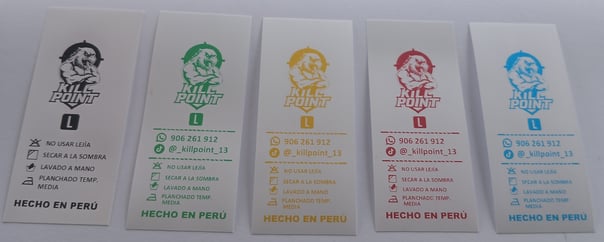 KILL
POINT
L
NO USAR LEJÍA
SECAR A LA SOMBRA
LAVADO A MANO
PLANCHADO TEMP.
MEDIA
HECHO EN PERÚ
KILL
POINT
L
906 261 912
@_killpoint_13
NO USAR LEJÍA
SECAR A LA SOMBRA
LAVADO A MANO
PLANCHADO TEMP.
MEDIA
HECHO EN PERÚ
KILL
POINT
L
906 261 912
@_killpoint_13
NO USAR LEJÍA
SECAR A LA SOMBRA
LAVADO A MANO
PLANCHADO TEMP.
MEDIA
HECHO EN PERÚ
KILL
POINT
L
906 261 912
@_killpoint_13
NO USAR LEJÍA
SECAR A LA SOMBRA
LAVADO A MANO
PLANCHADO TEMP.
MEDIA
HECHO EN PERÚ
KILL
POINT
L
906 261 912
@_killpoint_13
NO USAR LEJÍA
SECAR A LA SOMBRA
LAVADO A MANO
PLANCHADO TEMP.
MEDIA
HECHO EN PERÚ